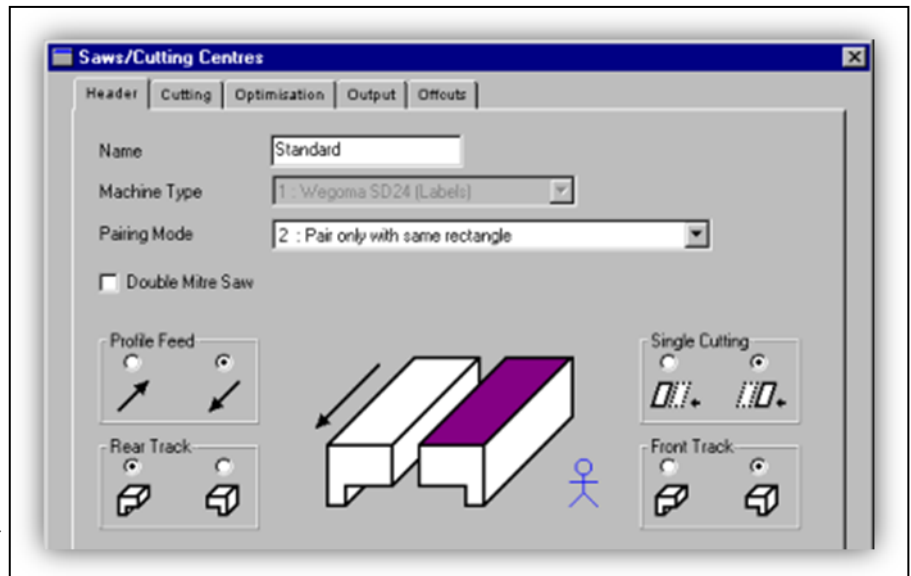 Saws/Cutting Centres
Header Cutting Optimisation Output Offcuts
Name Standard
Machine Type 1 : Wegoma SD24 (Labels)
Pairing Mode 2 : Pair only with same rectangle
Double Mitre Saw
Profile Feed Single Cutting
Rear Track Front Track